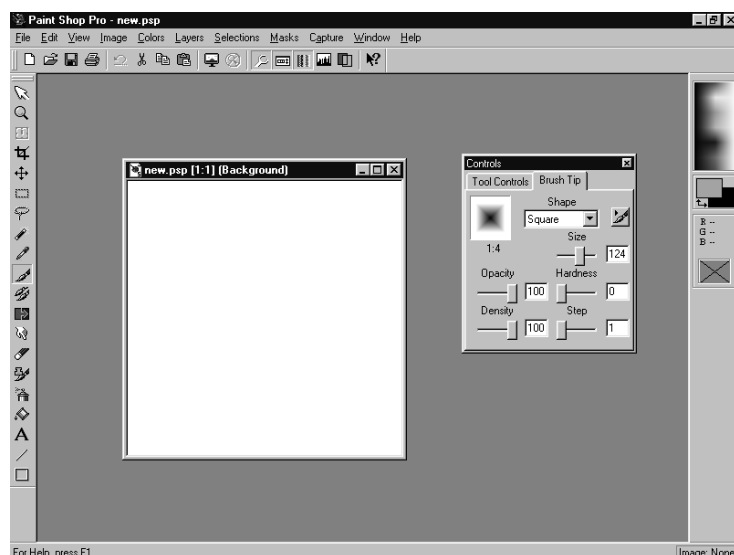 Paint Shop Pro - new.psp
File Edit View Image Colors Layers Selections Masks Capture Window Help
new.psp [1:1] (Background)
Controls
Tool Controls Brush Tip
Shape
Square
1:4
Size
124
Opacity Hardness
100 0
Density Step
100 1
R --
G --
B --
A
For Help, press F1
Image: None